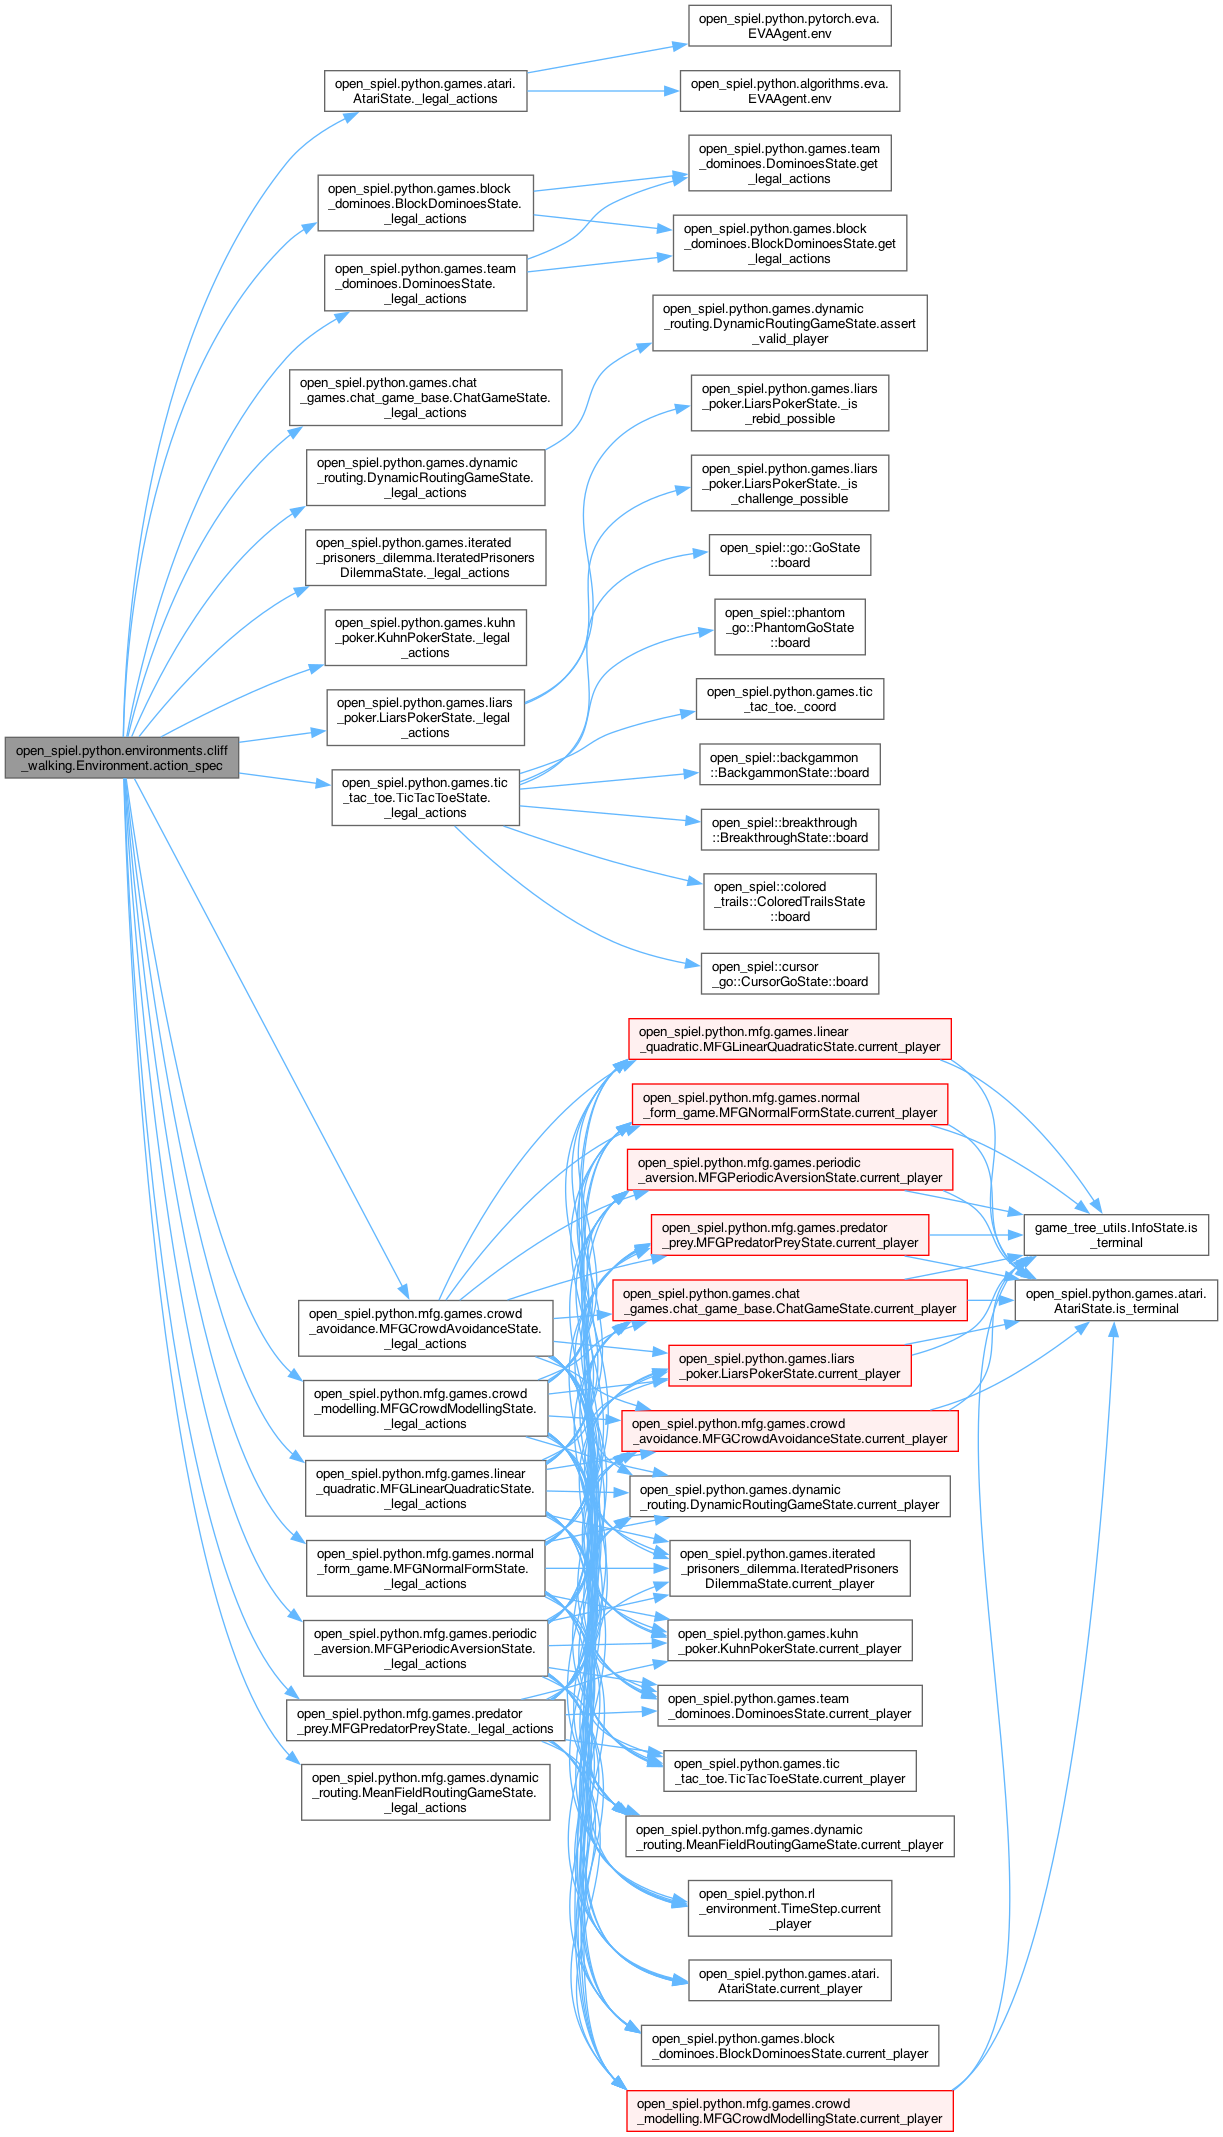 open_spiel.python.environments.cliff
_walking.Environment.action_spec
open_spiel.python.games.atari.
AtariState._legal_actions
open_spiel.python.games.block
_dominoes.BlockDominoesState.
_legal_actions
open_spiel.python.games.team
_dominoes.DominoesState.
_legal_actions
open_spiel.python.games.chat
_games.chat_game_base.ChatGameState.
_legal_actions
open_spiel.python.games.dynamic
_routing.DynamicRoutingGameState.
_legal_actions
open_spiel.python.games.iterated
_prisoners_dilemma.IteratedPrisoners
DilemmaState._legal_actions
open_spiel.python.games.kuhn
_poker.KuhnPokerState._legal
_actions
open_spiel.python.games.liars
_poker.LiarsPokerState._legal
_actions
open_spiel.python.games.tic
_tac_toe.TicTacToeState.
_legal_actions
open_spiel.python.mfg.games.crowd
_avoidance.MFGCrowdAvoidanceState.
_legal_actions
open_spiel.python.mfg.games.crowd
_modelling.MFGCrowdModellingState.
_legal_actions
open_spiel.python.mfg.games.linear
_quadratic.MFGLinearQuadraticState.
_legal_actions
open_spiel.python.mfg.games.normal
_form_game.MFGNormalFormState.
_legal_actions
open_spiel.python.mfg.games.periodic
_aversion.MFGPeriodicAversionState.
_legal_actions
open_spiel.python.mfg.games.predator
_prey.MFGPredatorPreyState._legal_actions
open_spiel.python.mfg.games.dynamic
_routing.MeanFieldRoutingGameState.
_legal_actions
open_spiel.python.pytorch.eva.
EVAAgent.env
open_spiel.python.algorithms.eva.
EVAAgent.env
open_spiel.python.games.team
_dominoes.DominoesState.get
_legal_actions
open_spiel.python.games.block
_dominoes.BlockDominoesState.get
_legal_actions
open_spiel.python.games.dynamic
_routing.DynamicRoutingGameState.assert
_valid_player
open_spiel.python.games.liars
_poker.LiarsPokerState._is
_rebid_possible
open_spiel.python.games.liars
_poker.LiarsPokerState._is
_challenge_possible
open_spiel::go::GoState
::board
open_spiel::phantom
_go::PhantomGoState
::board
open_spiel.python.games.tic
_tac_toe._coord
open_spiel::backgammon
::BackgammonState::board
open_spiel::breakthrough
::BreakthroughState::board
open_spiel::colored
_trails::ColoredTrailsState
::board
open_spiel::cursor
_go::CursorGoState::board
open_spiel.python.mfg.games.linear
_quadratic.MFGLinearQuadraticState.current_player
open_spiel.python.mfg.games.normal
_form_game.MFGNormalFormState.current_player
open_spiel.python.mfg.games.periodic
_aversion.MFGPeriodicAversionState.current_player
open_spiel.python.mfg.games.predator
_prey.MFGPredatorPreyState.current_player
open_spiel.python.games.chat
_games.chat_game_base.ChatGameState.current_player
open_spiel.python.games.liars
_poker.LiarsPokerState.current_player
open_spiel.python.mfg.games.crowd
_avoidance.MFGCrowdAvoidanceState.current_player
open_spiel.python.games.dynamic
_routing.DynamicRoutingGameState.current_player
open_spiel.python.games.iterated
_prisoners_dilemma.IteratedPrisoners
DilemmaState.current_player
open_spiel.python.games.kuhn
_poker.KuhnPokerState.current_player
open_spiel.python.games.team
_dominoes.DominoesState.current_player
open_spiel.python.games.tic
_tac_toe.TicTacToeState.current_player
open_spiel.python.mfg.games.dynamic
_routing.MeanFieldRoutingGameState.current_player
open_spiel.python.rl
_environment.TimeStep.current
_player
open_spiel.python.games.atari.
AtariState.current_player
open_spiel.python.games.block
_dominoes.BlockDominoesState.current_player
open_spiel.python.mfg.games.crowd
_modelling.MFGCrowdModellingState.current_player
game_tree_utils.InfoState.is
_terminal
open_spiel.python.games.atari.
AtariState.is_terminal